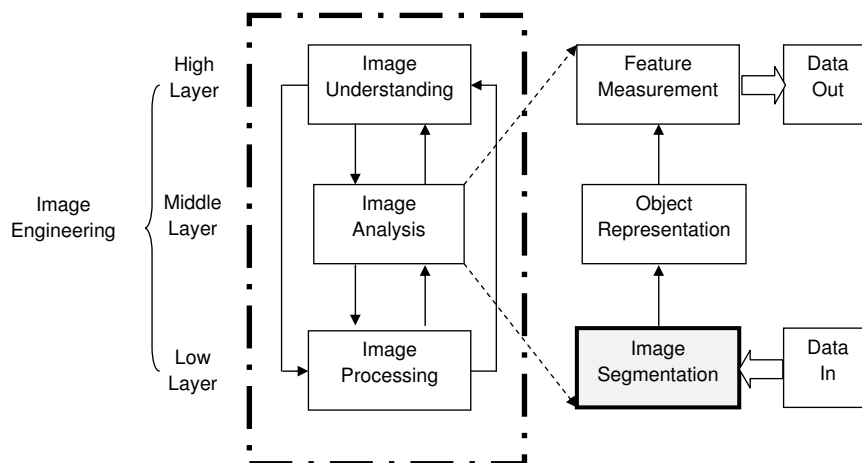 High
Layer
Image
Understanding
Feature
Measurement
Data
Out
Image
Engineering
Middle
Layer
Image
Analysis
Object
Representation
Low
Layer
Image
Processing
Image
Segmentation
Data
In